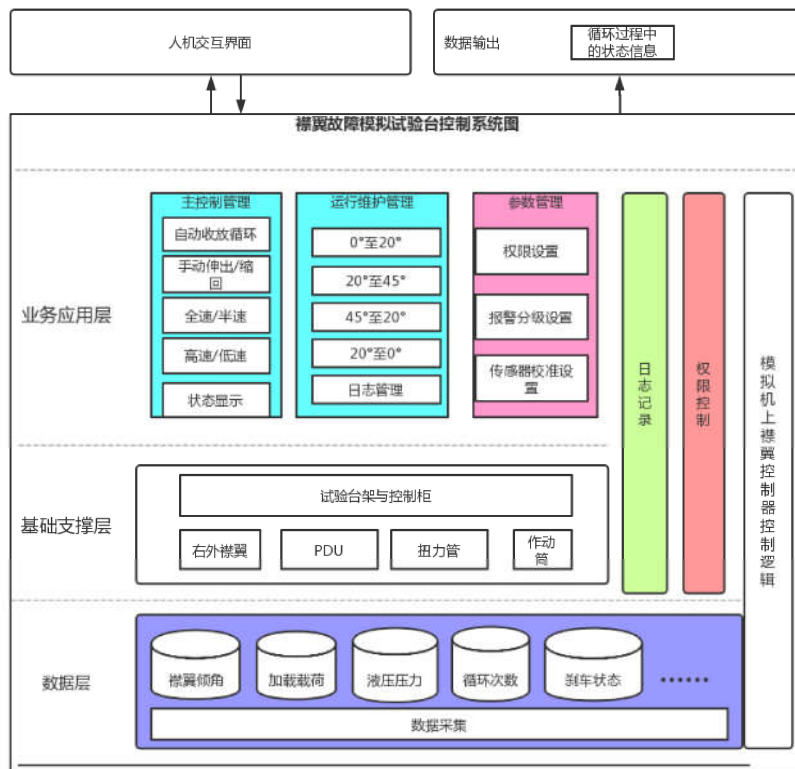 人机交互界面
数据输出
循环过程中
的状态信息
襟翼故障模拟试验台控制系统图
业务应用层
主控制管理
自动收放循环
手动伸出/缩
回
全速/半速
高速/低速
状态显示
运行维护管理
0°至20°
20°至45°
45°至20°
20°至0°
日志管理
参数管理
权限设置
报警分级设置
传感器校准设
置
日志记录
权限控制
模拟机上襟翼控制器控制逻辑
基础支撑层
试验台架与控制柜
右外襟翼
PDU
扭力管
作动
筒
数据层
襟翼倾角
加载载荷
液压压力
循环次数
刹车状态
······
数据采集